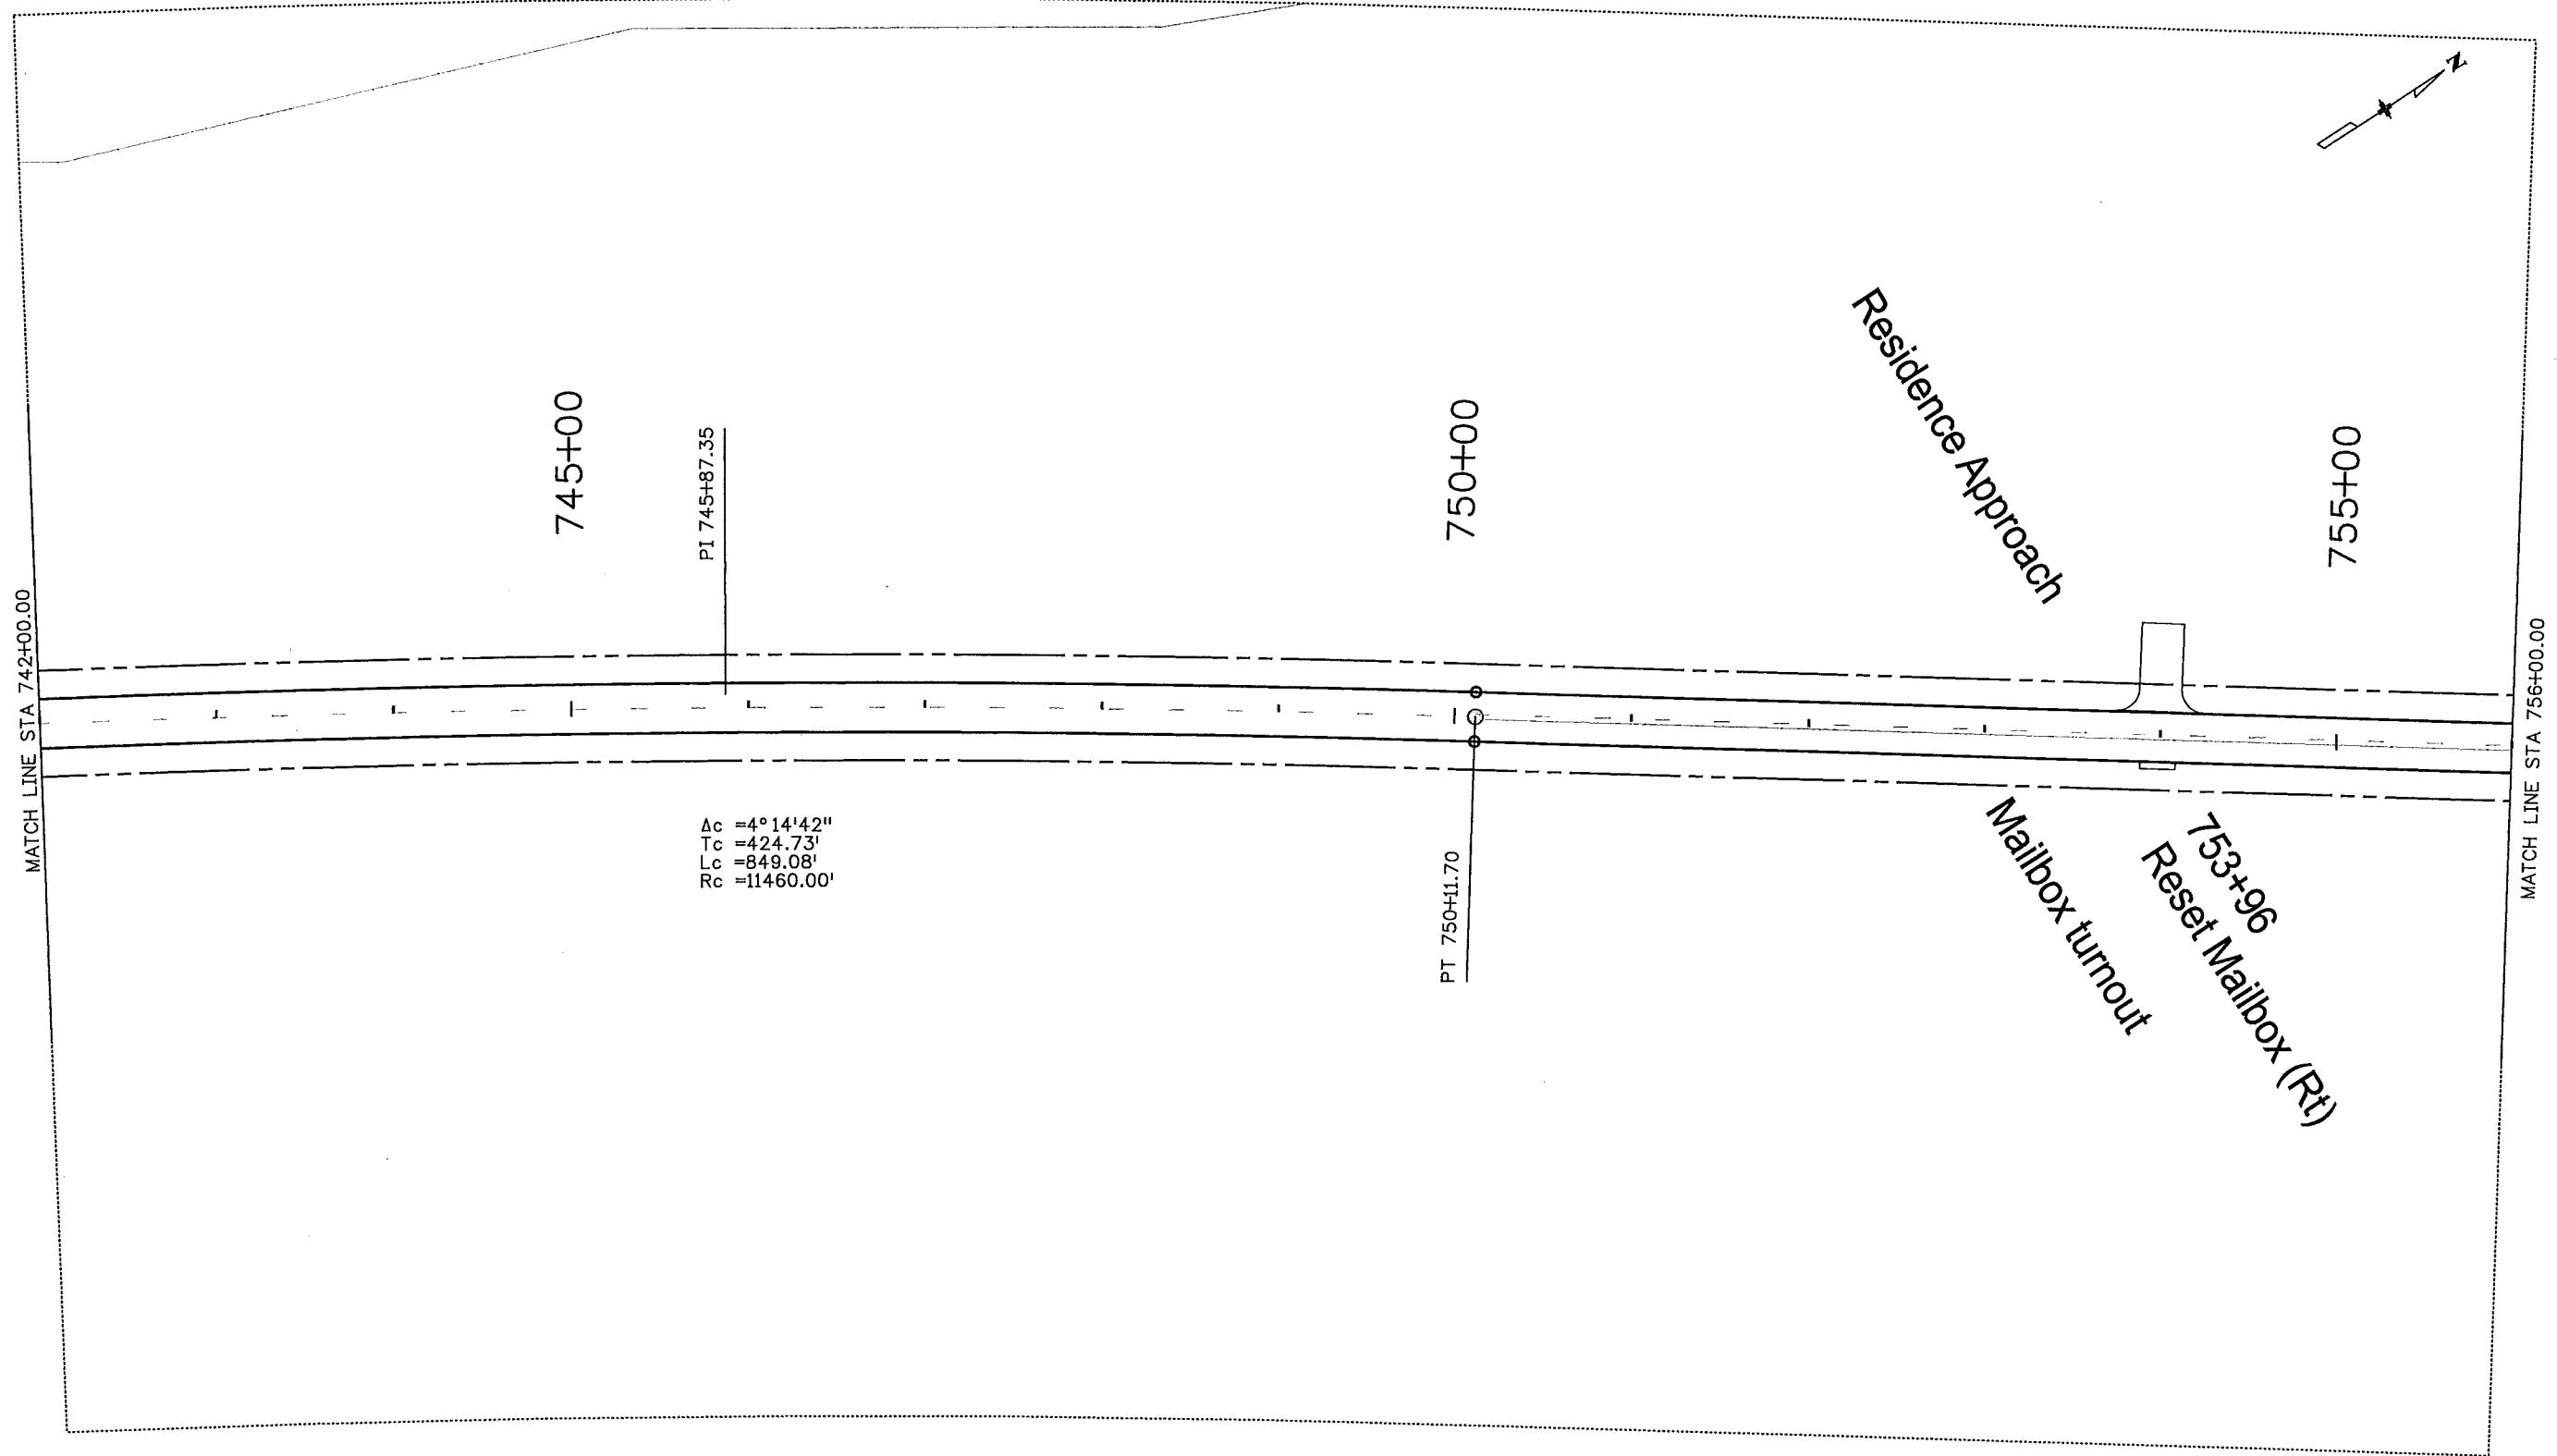 N
Residence Approach
745+00
PI 745+87.35
750+00
755+00
MATCH LINE STA 742+00.00
MATCH LINE STA 756+00.00
Δc =4°14'42"
Tc =424.73'
Lc =849.08'
Rc =11460.00'
PT 750+11.70
Mailbox turnout
753+96
Reset Mailbox (Rt)